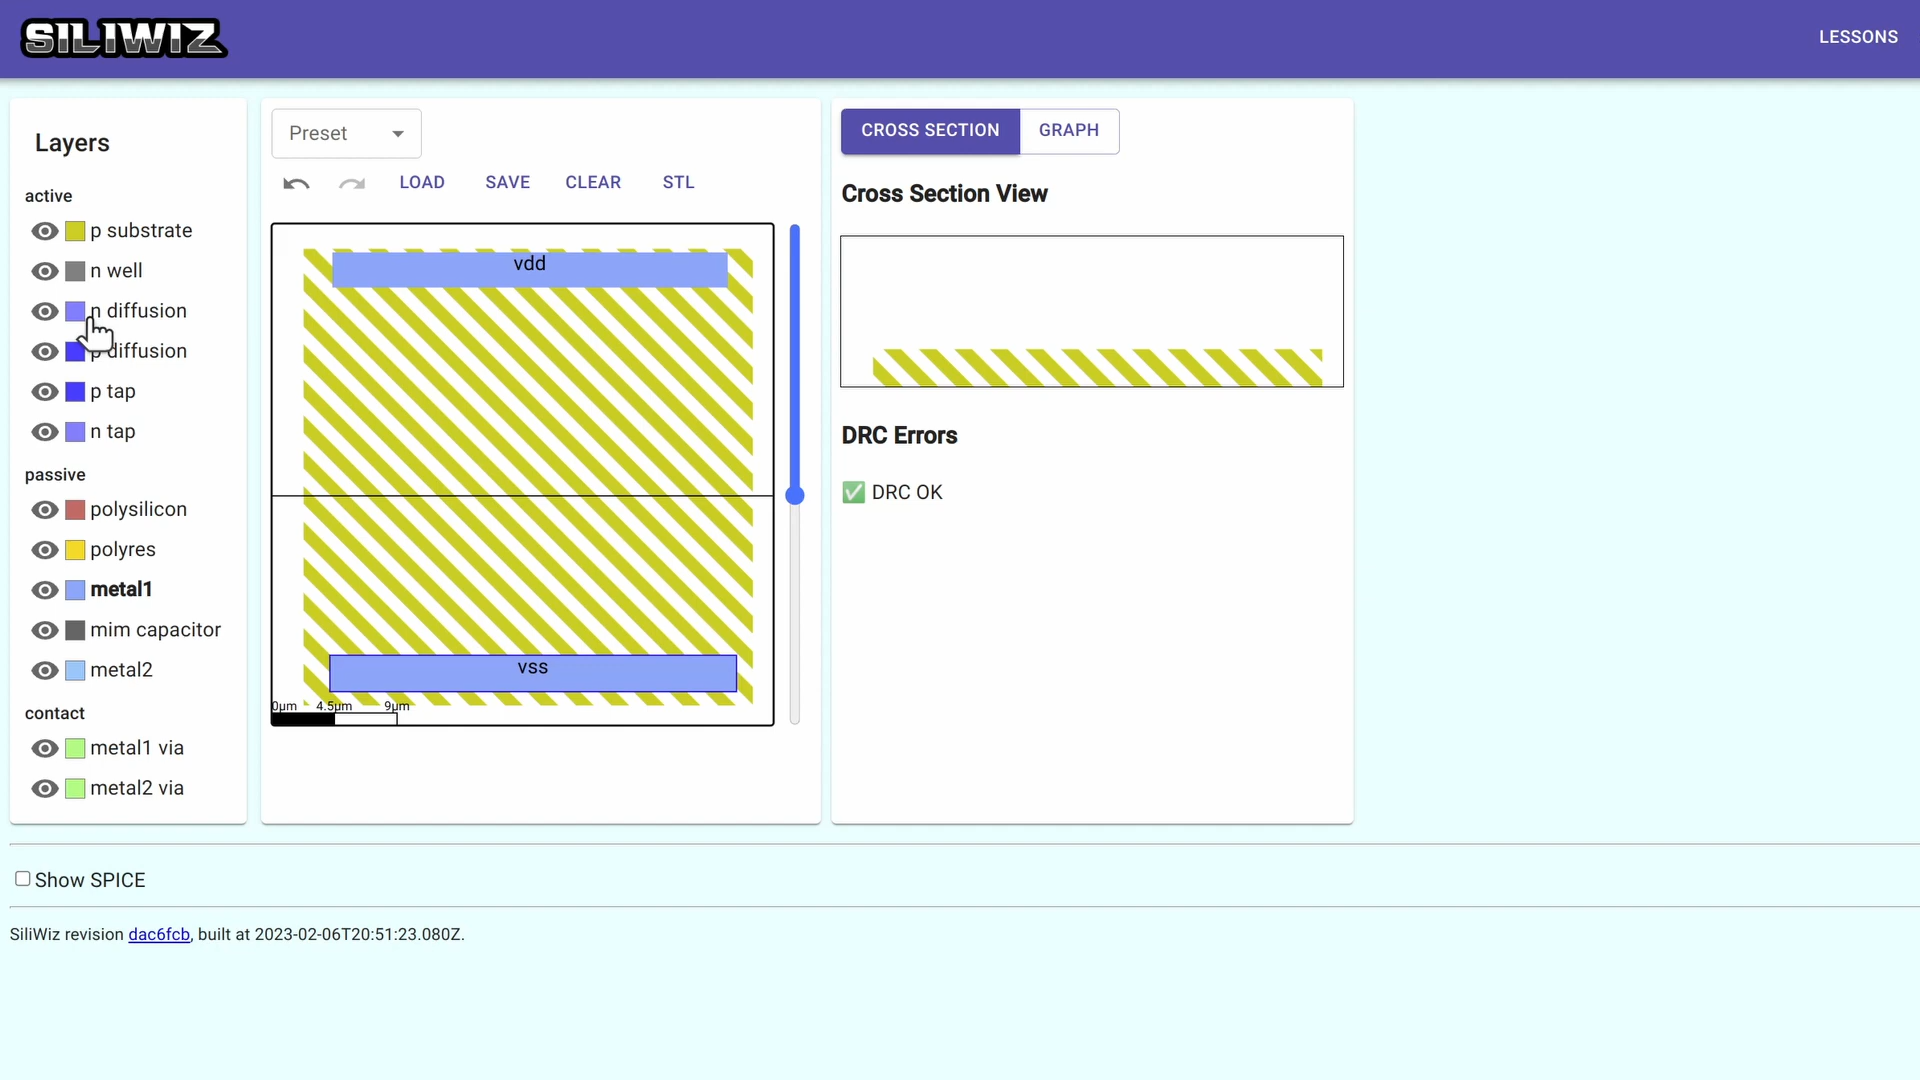 SILIWIZ
LESSONS
Layers
active
p substrate
n well
n diffusion
p diffusion
p tap
n tap
passive
polysilicon
polyres
metal1
mim capacitor
metal2
contact
metal1 via
metal2 via
Preset
LOAD SAVE CLEAR STL
vdd
vss
0µm 4.5µm 9µm
CROSS SECTION GRAPH
Cross Section View
DRC Errors
✅ DRC OK
Show SPICE
SiliWiz revision dac6fcb, built at 2023-02-06T20:51:23.080Z.